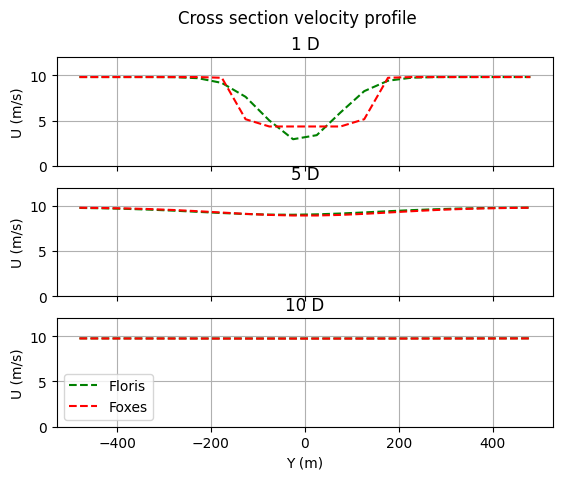 Cross section velocity profile
1 D
10
5
0
U (m/s)
5 D
10
5
0
U (m/s)
10 D
10
5
0
U (m/s)
Floris
Foxes
−400 −200 0 200 400
Y (m)